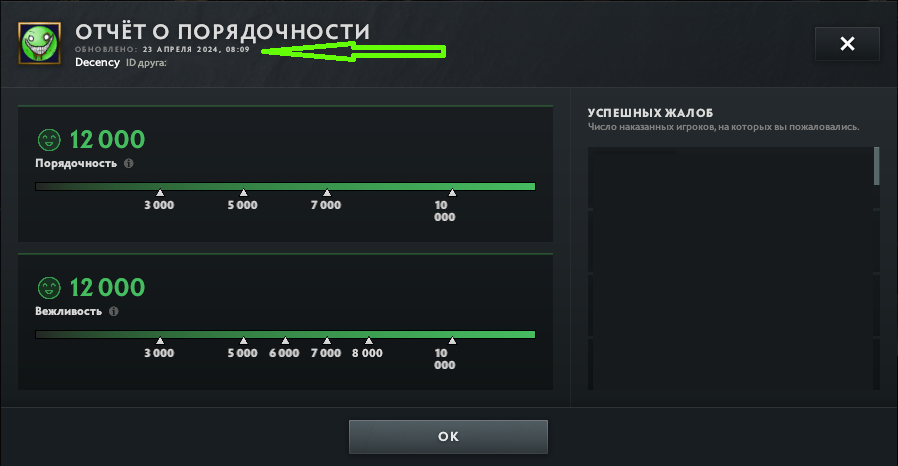 ОТЧЁТ О ПОРЯДОЧНОСТИ
ОБНОВЛЕНО: 23 АПРЕЛЯ 2024, 08:09
Decency ID друга:
12 000
Порядочность
3 000 5 000 7 000 10 000
12 000
Вежливость
3 000 5 000 6 000 7 000 8 000 10 000
УСПЕШНЫХ ЖАЛОБ
Число наказанных игроков, на которых вы пожаловались.
OK